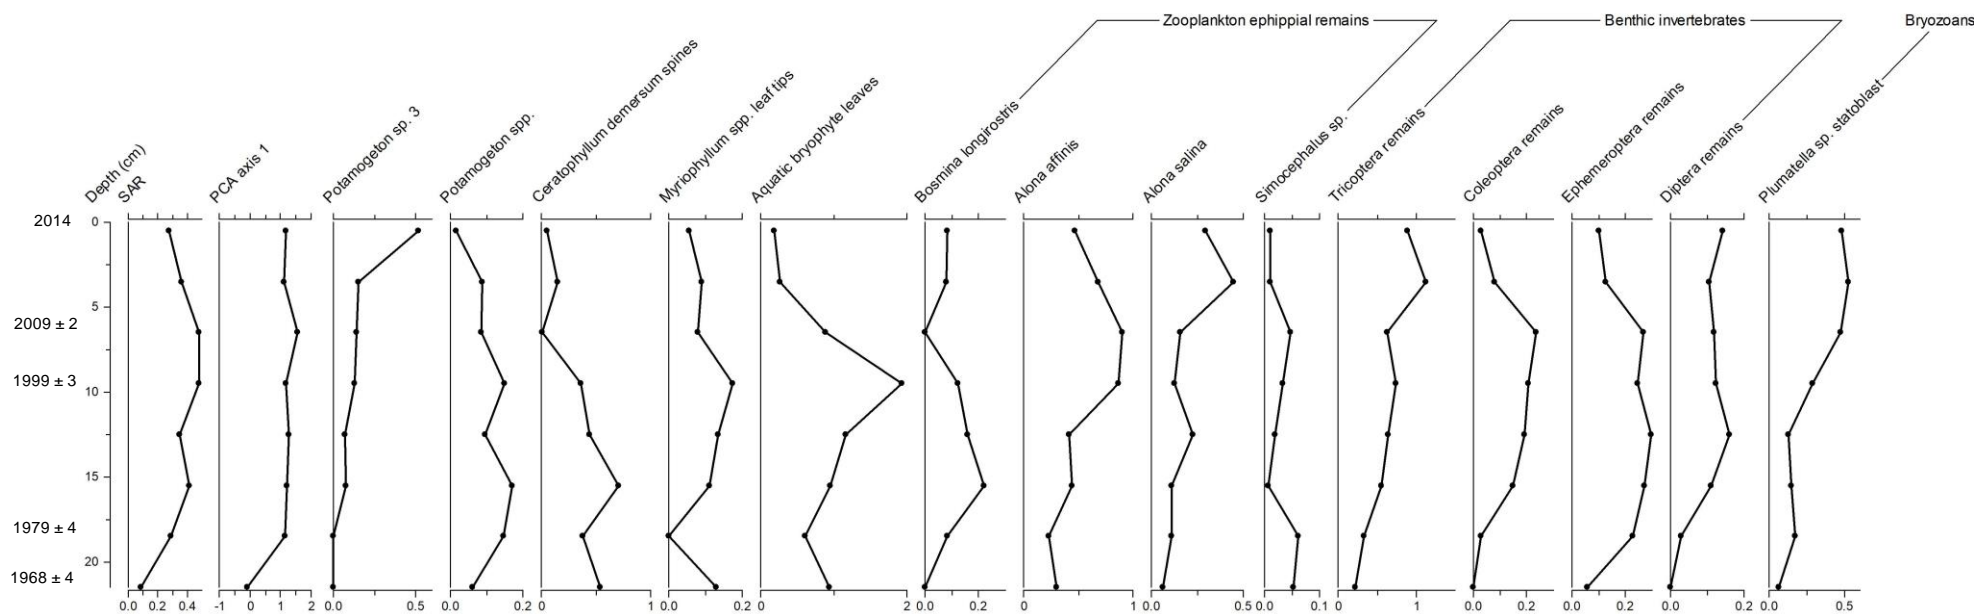 Zooplankton ephippial remains
Benthic invertebrates
Bryozoans
Depth (cm)
SAR
PCA axis 1
Potamogeton sp. 3
Potamogeton spp.
Ceratophyllum demersum spines
Myriophyllum spp. leaf tips
Aquatic bryophyte leaves
Bosmina longirostris
Alona affinis
Alona salina
Simocephalus sp.
Tricoptera remains
Coleoptera remains
Ephemeroptera remains
Diptera remains
Plumatella sp. statoblast
2014
0
5
2009 ± 2
1999 ± 3
10
15
1979 ± 4
20
1968 ± 4
0.0 0.2 0.4
-1 0 1 2
0.0 0.5
0.0 0.2
0 1
0.0 0.2
0 2
0.0 0.2
0 1
0.0 0.5
0.0 0.1
0 1
0.0 0.2
0.0 0.2
0.0 0.2
0.0 0.5